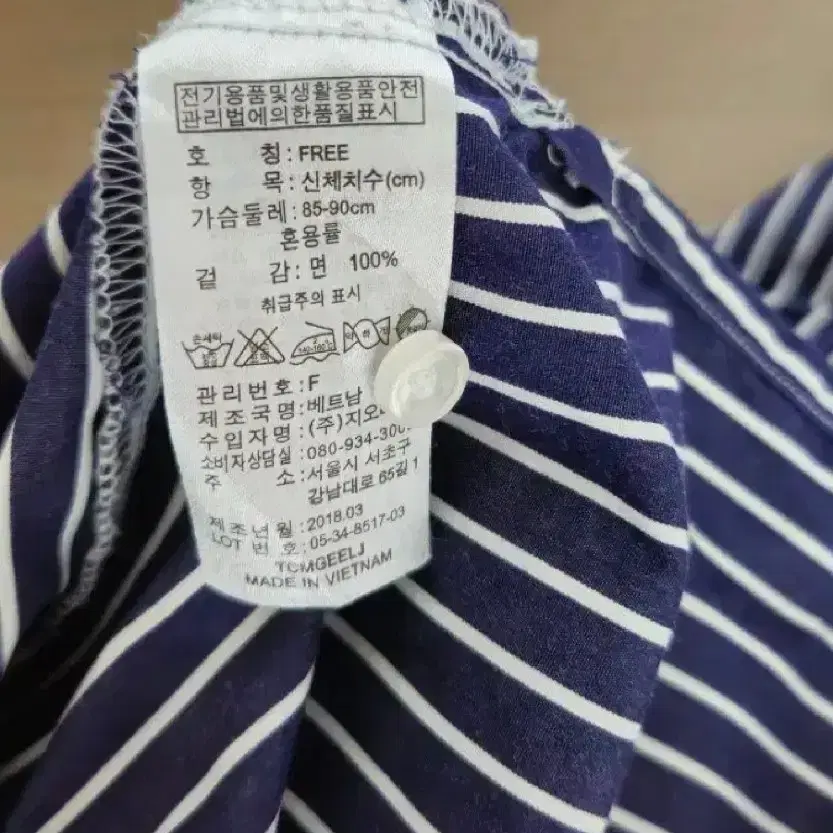 전기용품및생활용품안전
관리법에의한품질표시
호 칭 : FREE
항 목 : 신체치수(cm)
가슴둘레 : 85-90cm
혼용률
겉 감 : 면 100%
취급주의 표시
손세탁
관리번호 : F
제조국명 : 베트남
수입자명 : (주)지오
소비자상담실 : 080-934-300
주 소 : 서울시 서초구
강남대로 65길 1
제조년월 : 2018.03
LOT 번호 : 05-34-8517-03
TCMGEELJ
MADE IN VIETNAM